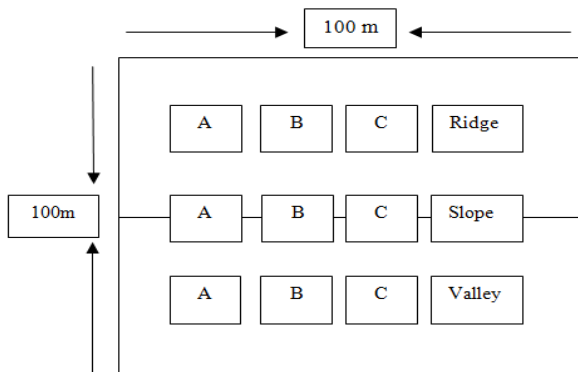 100 m
A B C Ridge
100m
A B C Slope
A B C Valley